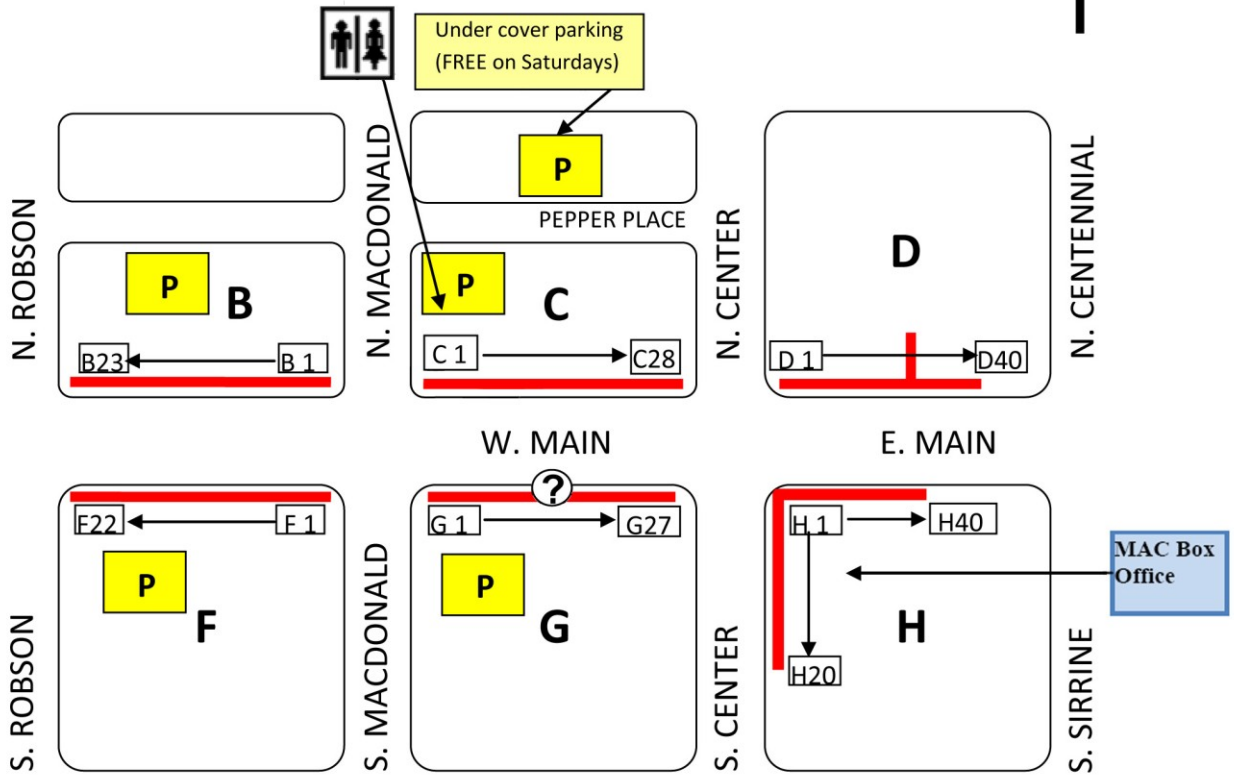 Under cover parking
(FREE on Saturdays)
N. ROBSON
N. MACDONALD
P
PEPPER PLACE
N. CENTER
D
N. CENTENNIAL
P
B
P
C
B23
B 1
C 1
C28
D 1
D40
W. MAIN
E. MAIN
?
F22
F 1
G 1
G27
H 1
H40
MAC Box
Office
P
F
P
G
H
H20
S. ROBSON
S. MACDONALD
S. CENTER
S. SIRRINE